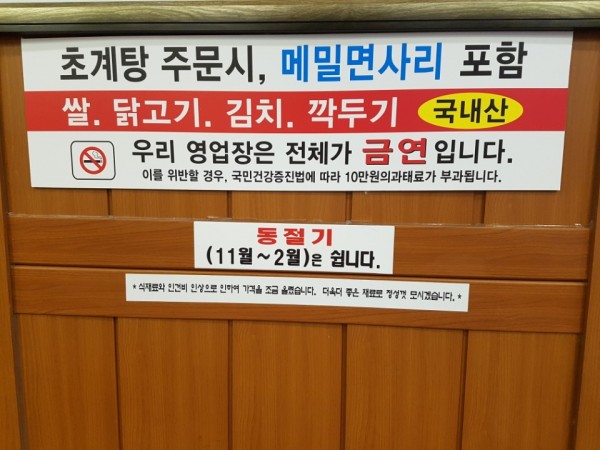 초계탕 주문시, 메밀면사리 포함
쌀. 닭고기. 김치. 깍두기 국내산
우리 영업장은 전체가 금연입니다.
이를 위반할 경우, 국민건강증진법에 따라 10만원의과태료가 부과됩니다.
동절기
(11월~2월)은 쉽니다.
*식재료와 인건비 인상으로 인하여 가격을 조금 올렸습니다. 더욱더 좋은 재료로 정성껏 모시겠습니다.*